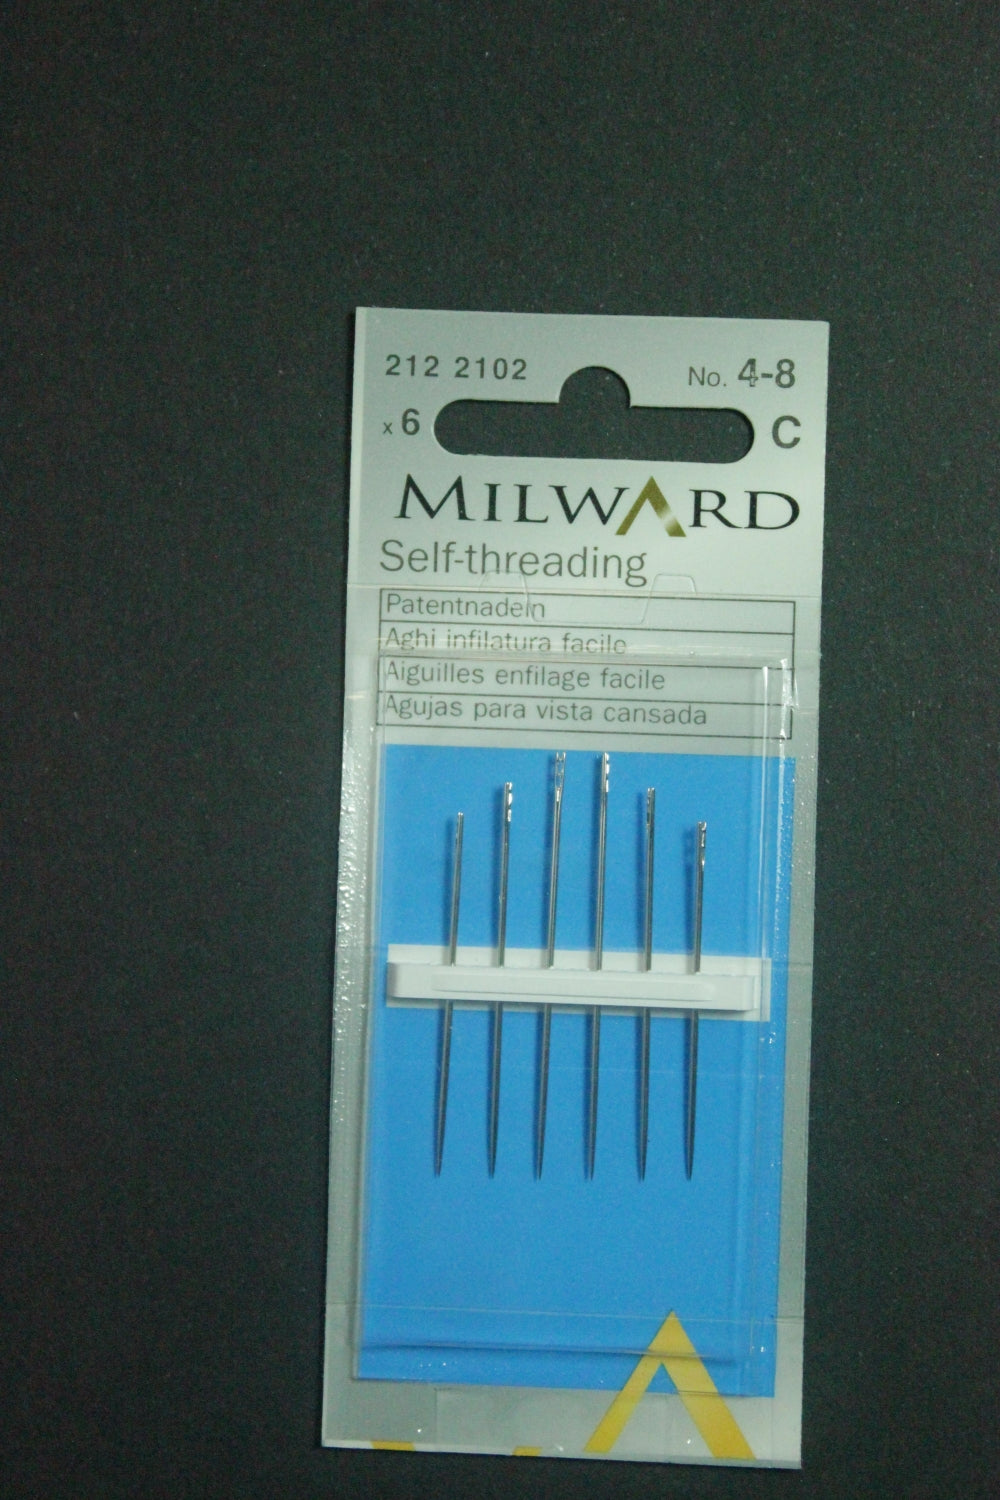 212 2102
No. 4-8
x 6
C
MILWARD
Self-threading
Patentnadeln
Aghi infilatura facile
Aiguilles enfilage facile
Agujas para vista cansada